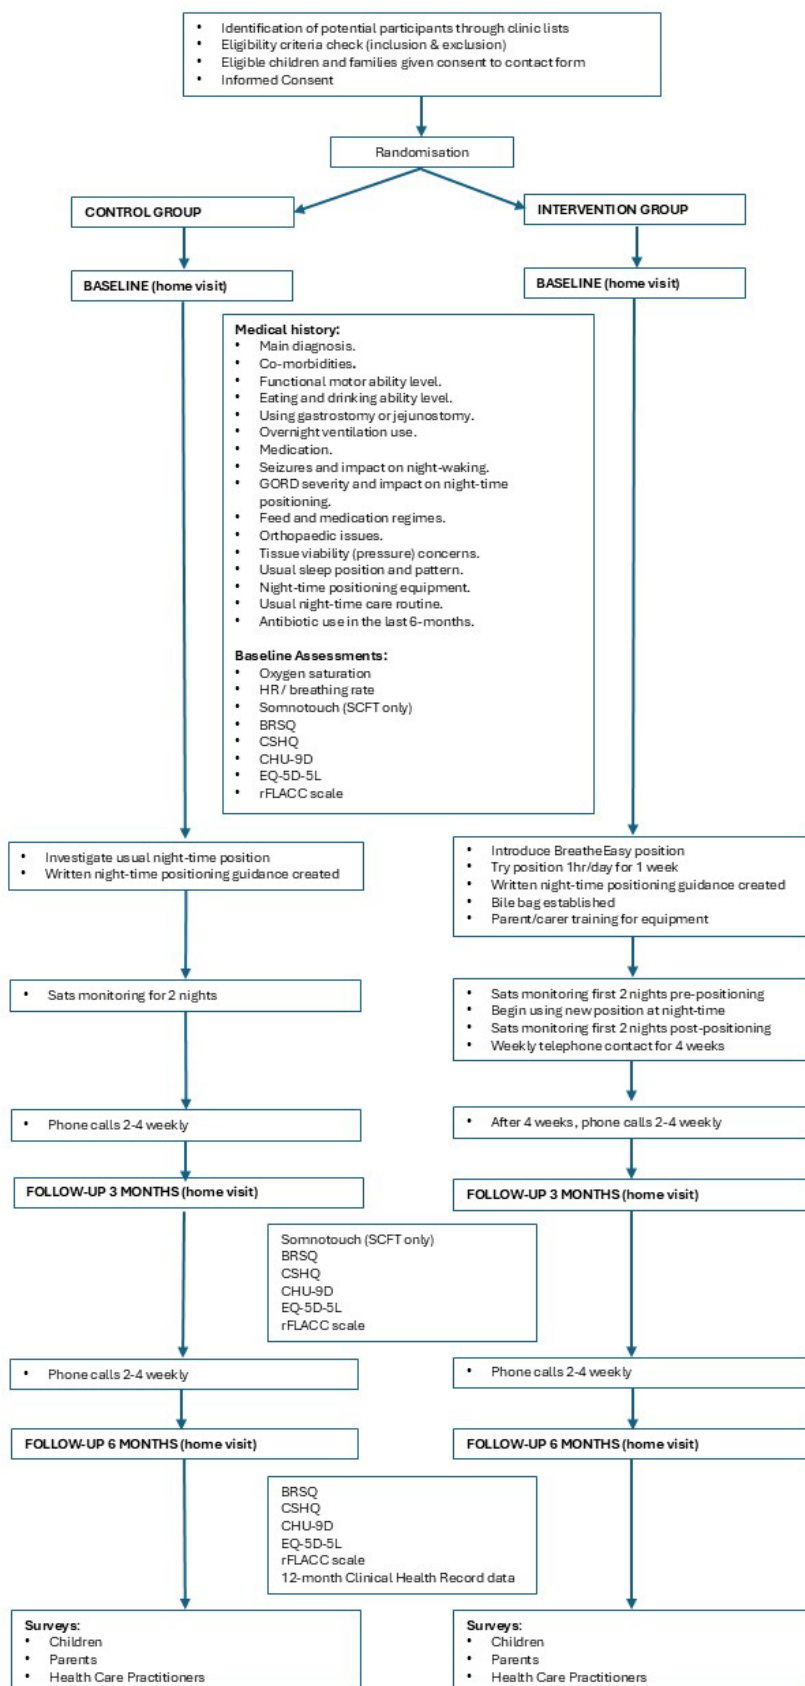 • Identification of potential participants through clinic lists
• Eligibility criteria check (inclusion & exclusion)
• Eligible children and families given consent to contact form
• Informed Consent
Randomisation
CONTROL GROUP
INTERVENTION GROUP
BASELINE (home visit)
BASELINE (home visit)
Medical history:
• Main diagnosis.
• Co-morbidities.
• Functional motor ability level.
• Eating and drinking ability level.
• Using gastrostomy or jejunostomy.
• Overnight ventilation use.
• Medication.
• Seizures and impact on night-waking.
• GORD severity and impact on night-time
positioning.
• Feed and medication regimes.
• Orthopaedic issues.
• Tissue viability (pressure) concerns.
• Usual sleep position and pattern.
• Night-time positioning equipment.
• Usual night-time care routine.
• Antibiotic use in the last 6-months.
Baseline Assessments:
• Oxygen saturation
• HR / breathing rate
• Somnotouch (SCFT only)
• BRSQ
• CSHQ
• CHU-9D
• EQ-5D-5L
• rFLACC scale
• Investigate usual night-time position
• Written night-time positioning guidance created
• Introduce BreatheEasy position
• Try position 1hr/day for 1 week
• Written night-time positioning guidance created
• Bile bag established
• Parent/carer training for equipment
• Sats monitoring for 2 nights
• Sats monitoring first 2 nights pre-positioning
• Begin using new position at night-time
• Sats monitoring first 2 nights post-positioning
• Weekly telephone contact for 4 weeks
• Phone calls 2-4 weekly
• After 4 weeks, phone calls 2-4 weekly
FOLLOW-UP 3 MONTHS (home visit)
FOLLOW-UP 3 MONTHS (home visit)
Somnotouch (SCFT only)
BRSQ
CSHQ
CHU-9D
EQ-5D-5L
rFLACC scale
• Phone calls 2-4 weekly
• Phone calls 2-4 weekly
FOLLOW-UP 6 MONTHS (home visit)
FOLLOW-UP 6 MONTHS (home visit)
BRSQ
CSHQ
CHU-9D
EQ-5D-5L
rFLACC scale
12-month Clinical Health Record data
Surveys:
• Children
• Parents
• Health Care Practitioners
Surveys:
• Children
• Parents
• Health Care Practitioners